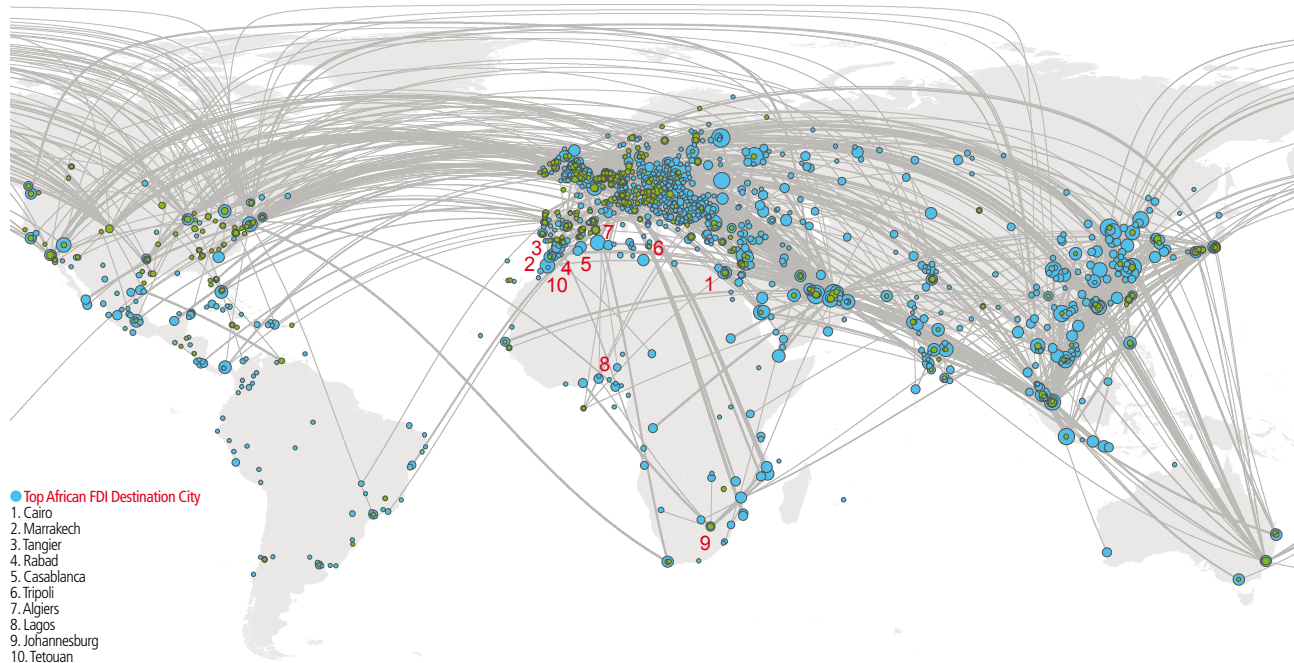 3
7
6
2
4
5
10
1
8
9
Top African FDI Destination City
1. Cairo
2. Marrakech
3. Tangier
4. Rabad
5. Casablanca
6. Tripoli
7. Algiers
8. Lagos
9. Johannesburg
10. Tetouan